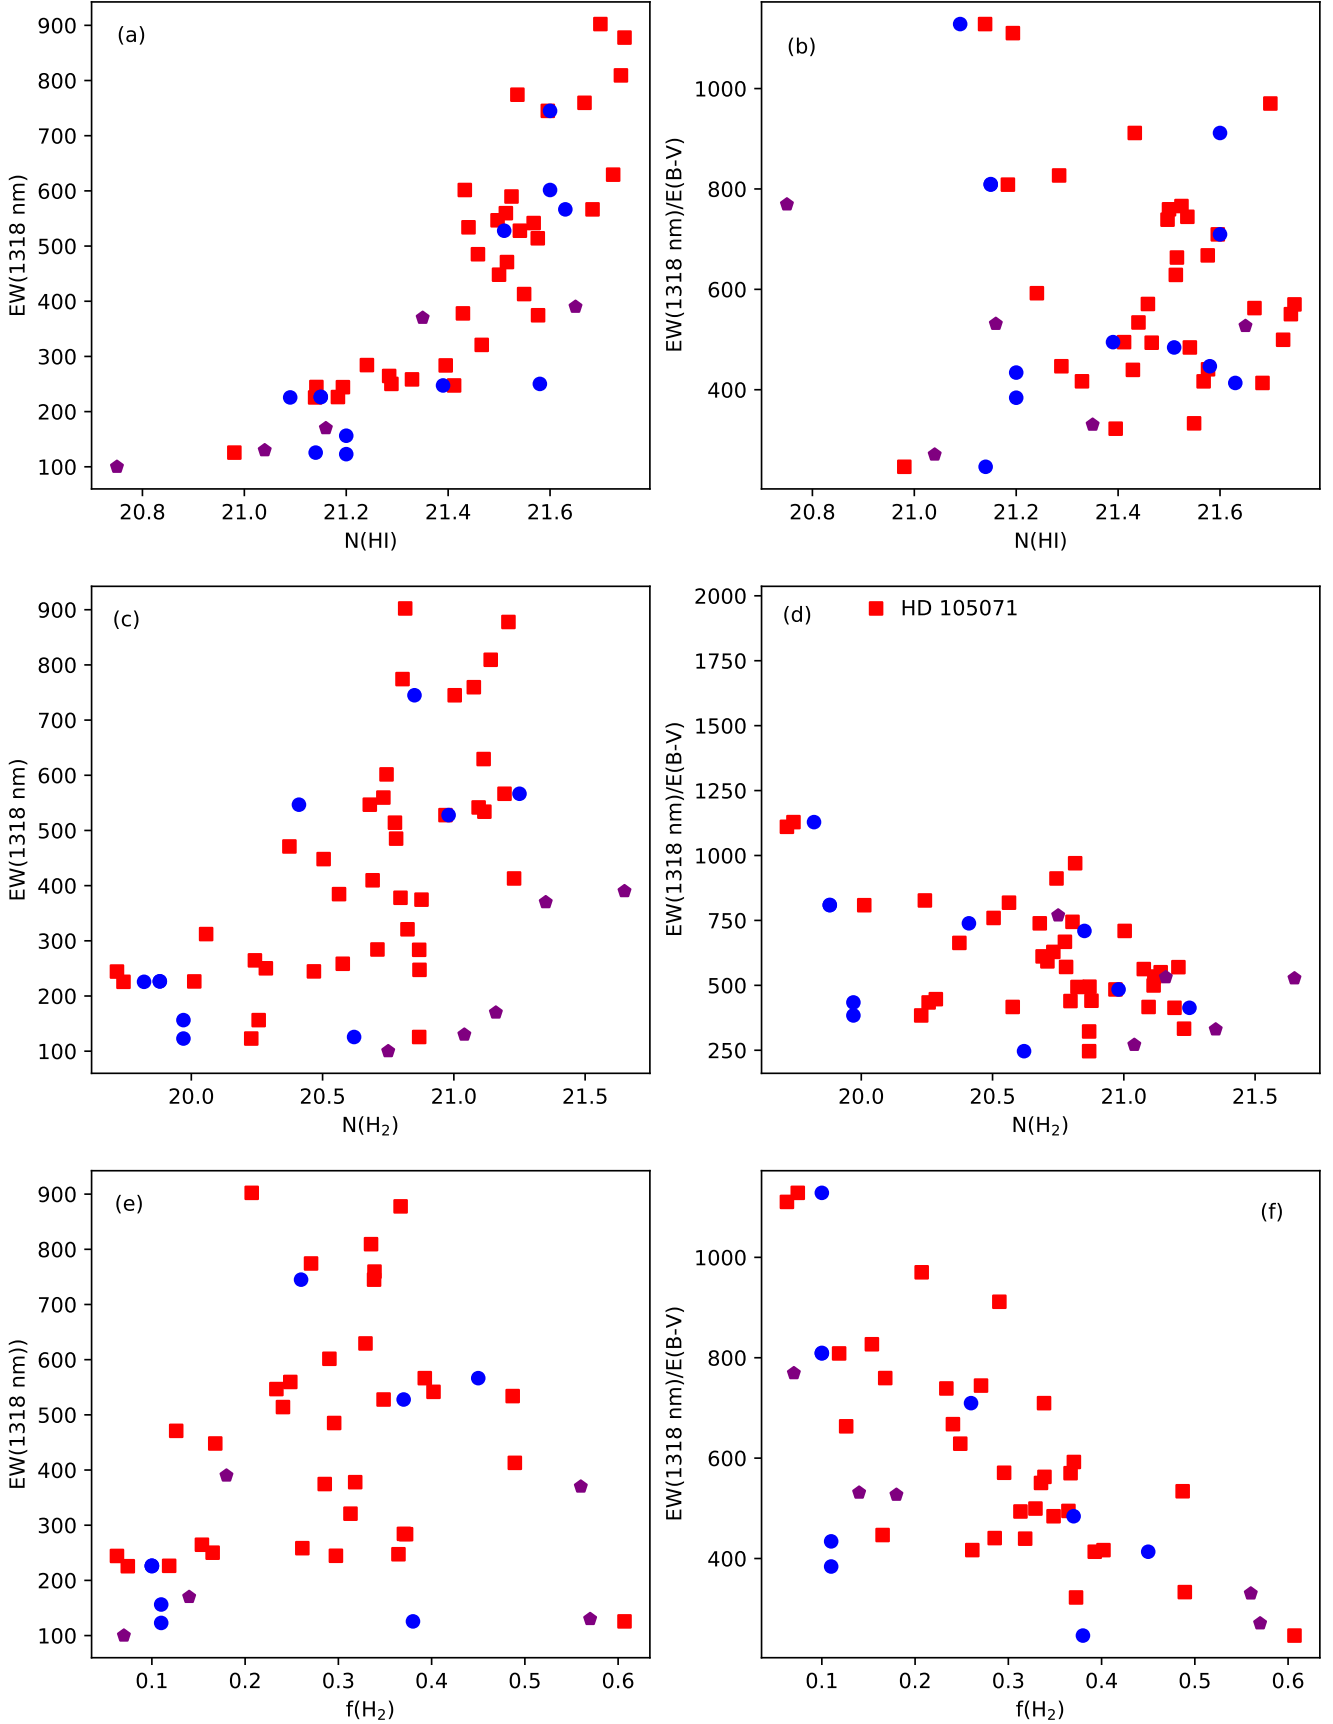 (a)
EW(1318 nm)
900
800
700
600
500
400
300
200
100
20.8 21.0 21.2 21.4 21.6
N(HI)
(b)
EW(1318 nm)/E(B-V)
1000
800
600
400
20.8 21.0 21.2 21.4 21.6
N(HI)
(c)
EW(1318 nm)
900
800
700
600
500
400
300
200
100
20.0 20.5 21.0 21.5
N(H₂)
(d)
HD 105071
EW(1318 nm)/E(B-V)
2000
1750
1500
1250
1000
750
500
250
20.0 20.5 21.0 21.5
N(H₂)
(e)
EW(1318 nm))
900
800
700
600
500
400
300
200
100
0.1 0.2 0.3 0.4 0.5 0.6
f(H₂)
(f)
EW(1318 nm)/E(B-V)
1000
800
600
400
0.1 0.2 0.3 0.4 0.5 0.6
f(H₂)